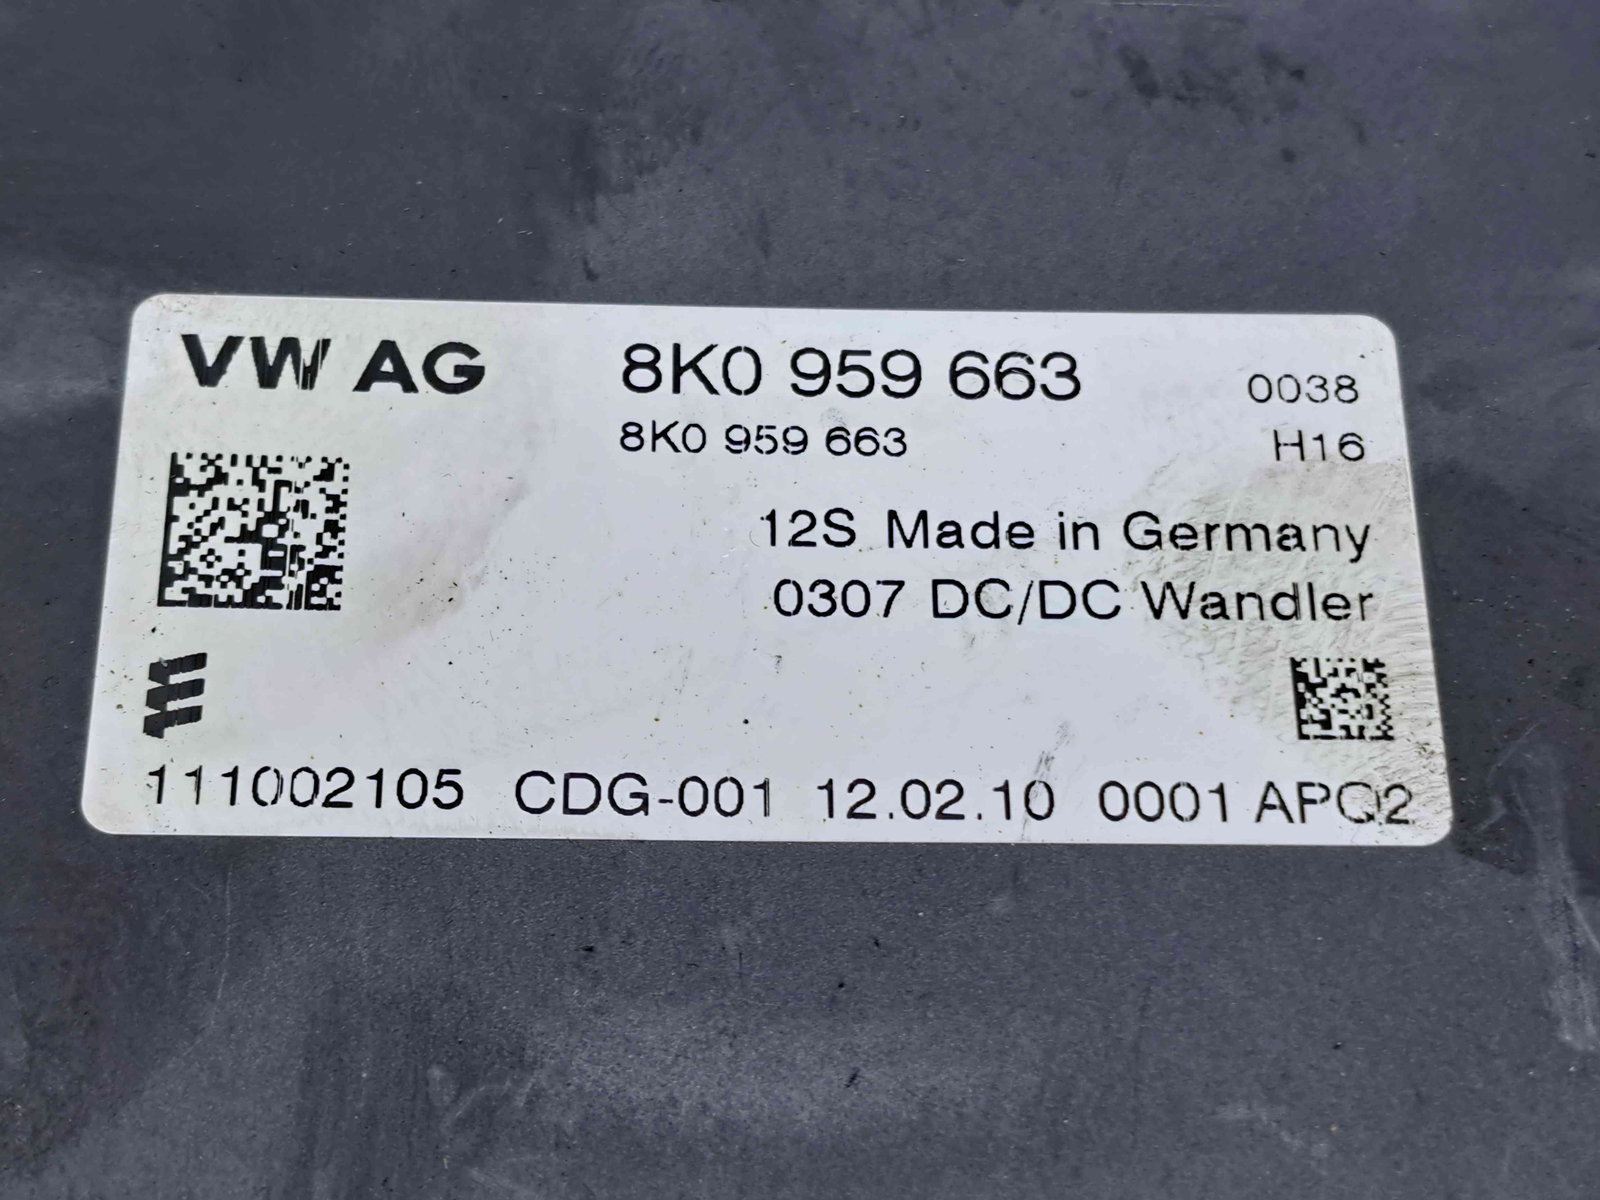 VW AG 8K0 959 663 0038
8K0 959 663 H16
12S Made in Germany
0307 DC/DC Wandler
111002105 CDG-001 12.02.10 0001 APQ2